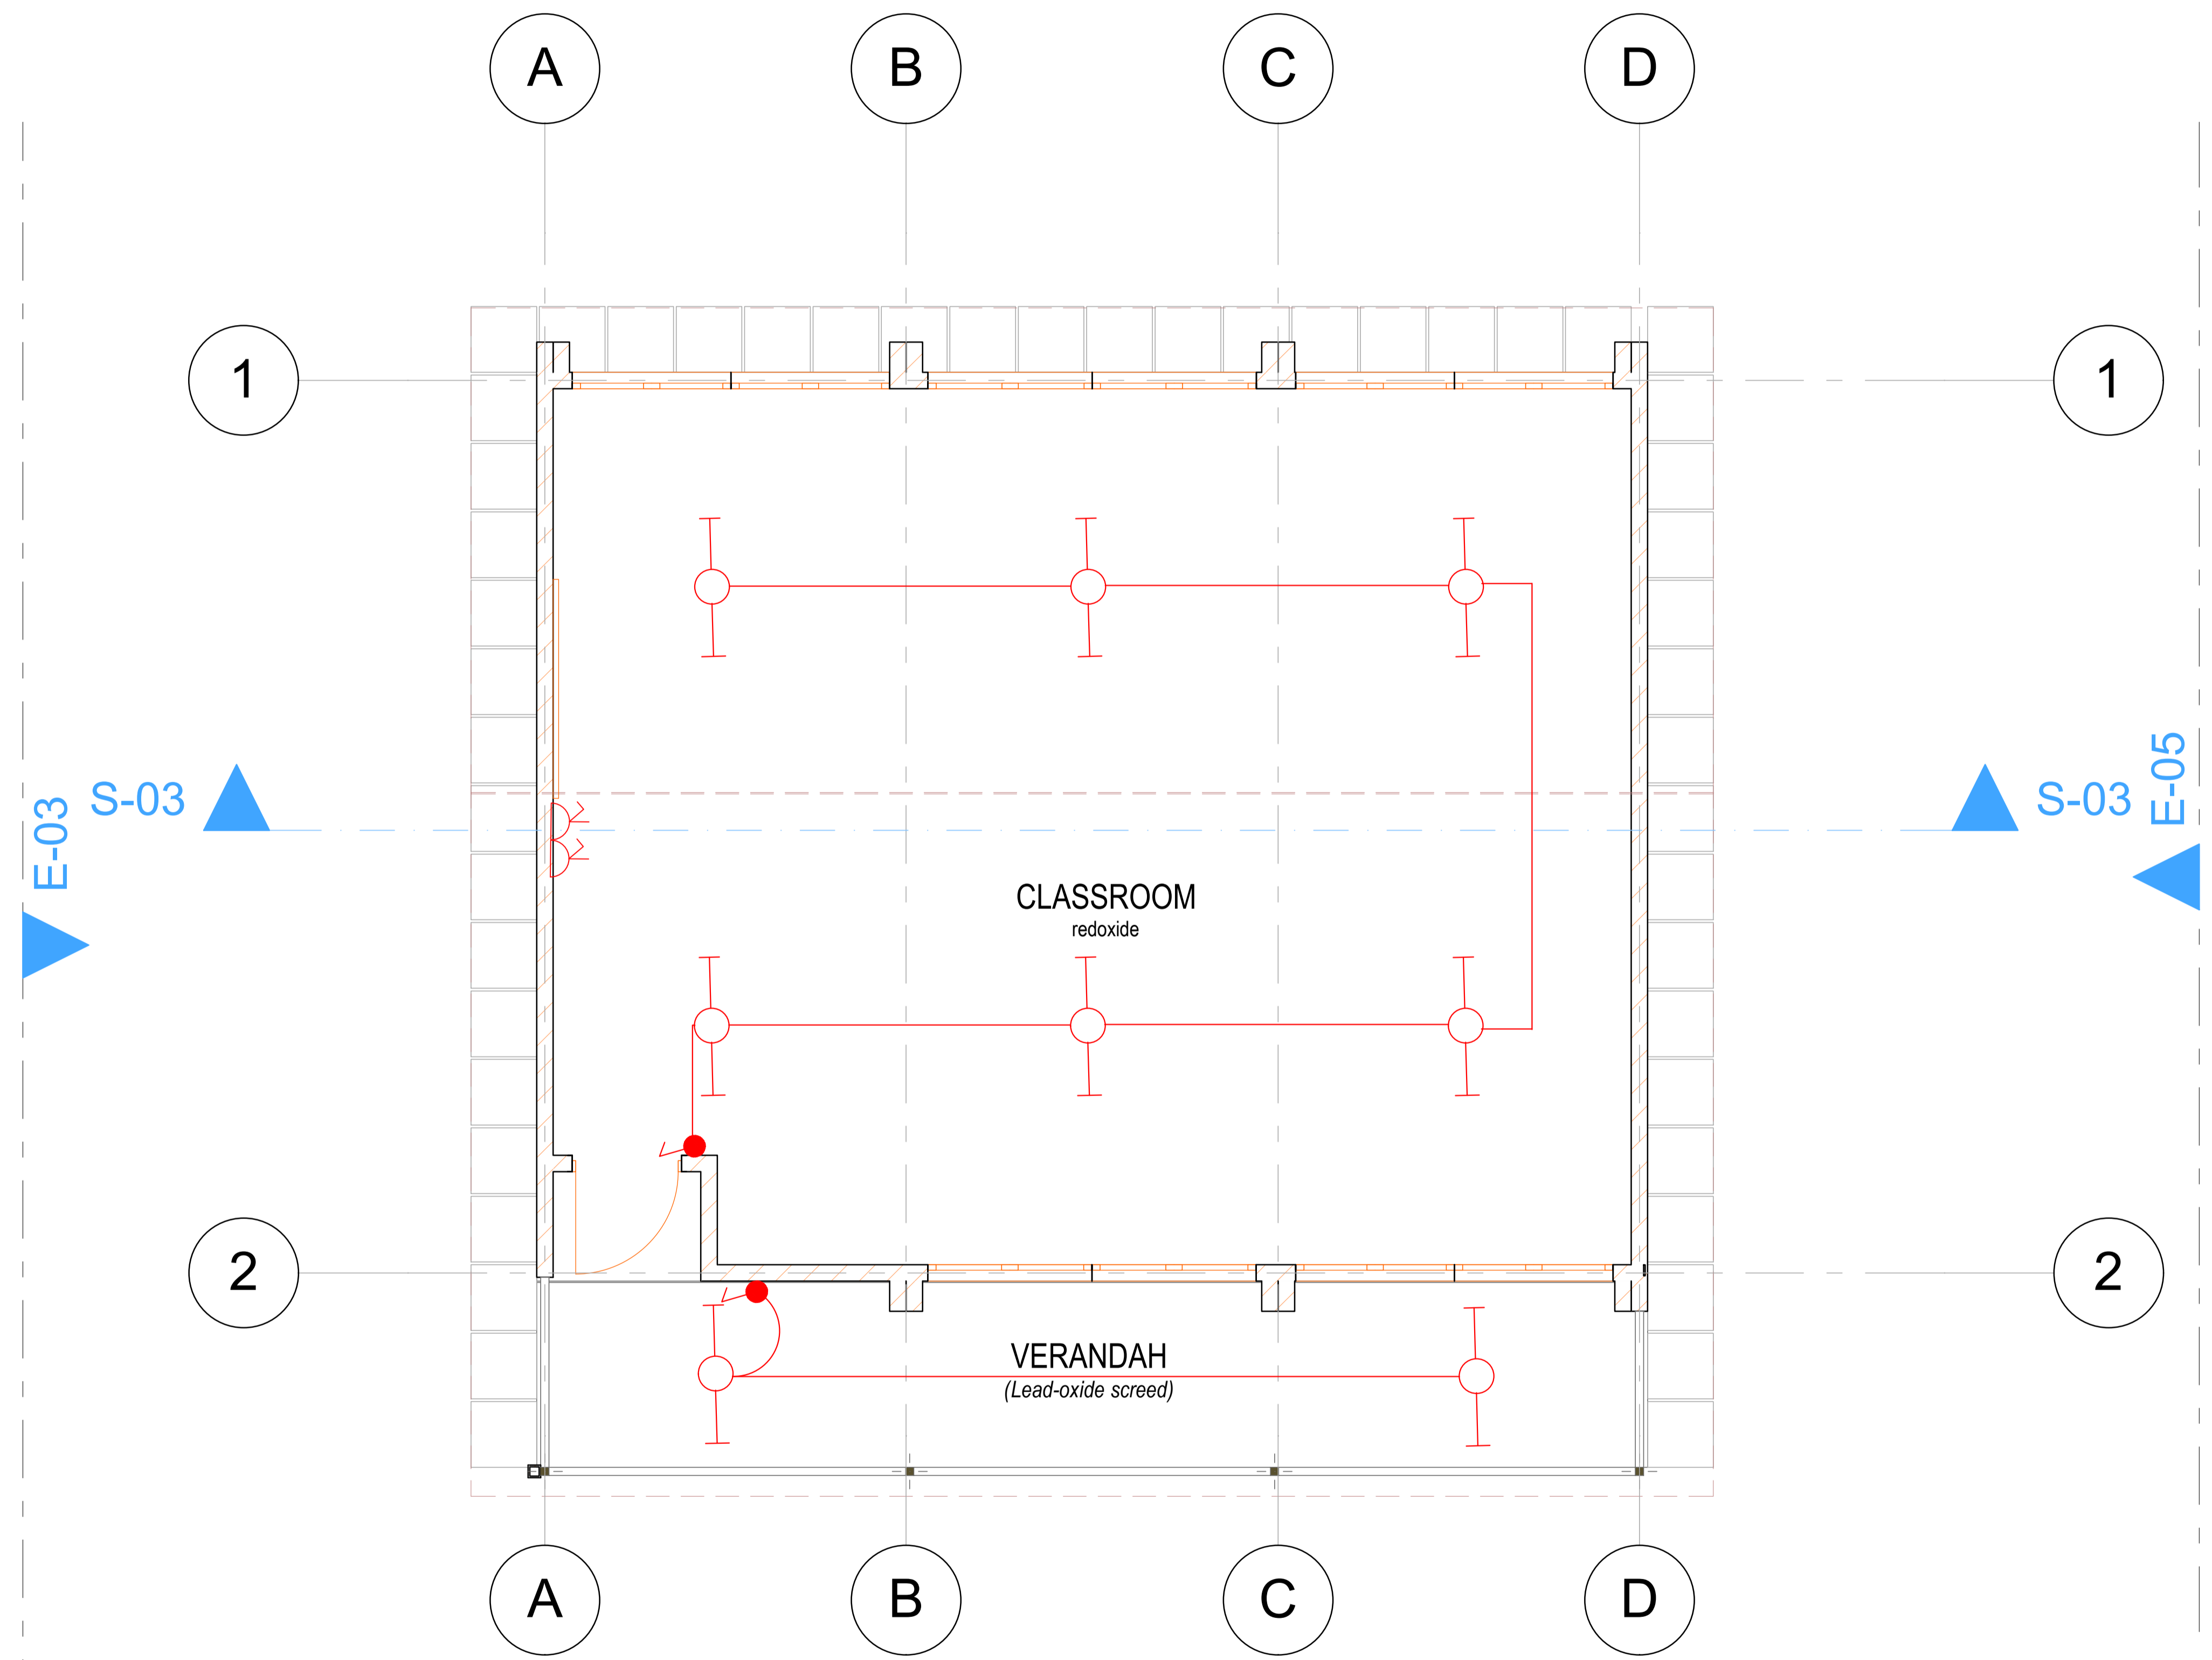 A B C D
1 1
S-03 S-03
E-03 E-05
CLASSROOM
redoxide
2 2
VERANDAH
(Lead-oxide screed)
A B C D